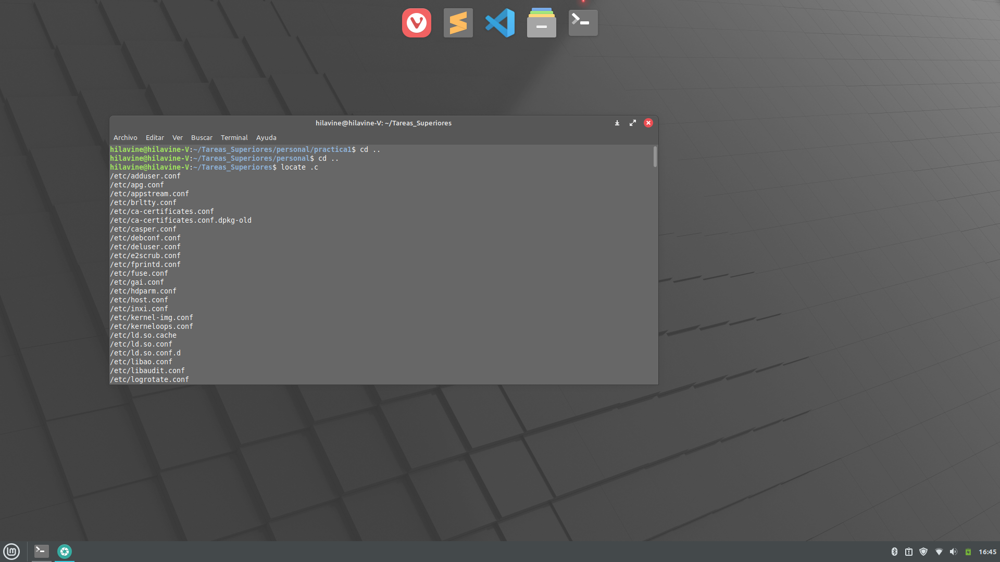 hilavine@hilavine-V: ~/Tareas_Superiores
Archivo Editar Ver Buscar Terminal Ayuda
hilavine@hilavine-V:~/Tareas_Superiores/personal/practica1$ cd ..
hilavine@hilavine-V:~/Tareas_Superiores/personal$ cd ..
hilavine@hilavine-V:~/Tareas_Superiores$ locate .c
/etc/adduser.conf
/etc/apg.conf
/etc/appstream.conf
/etc/brltty.conf
/etc/ca-certificates.conf
/etc/ca-certificates.conf.dpkg-old
/etc/casper.conf
/etc/debconf.conf
/etc/deluser.conf
/etc/e2scrub.conf
/etc/fprintd.conf
/etc/fuse.conf
/etc/gai.conf
/etc/hdparm.conf
/etc/host.conf
/etc/inxi.conf
/etc/kernel-img.conf
/etc/kerneloops.conf
/etc/ld.so.cache
/etc/ld.so.conf
/etc/ld.so.conf.d
/etc/libao.conf
/etc/libaudit.conf
/etc/logrotate.conf
16:45